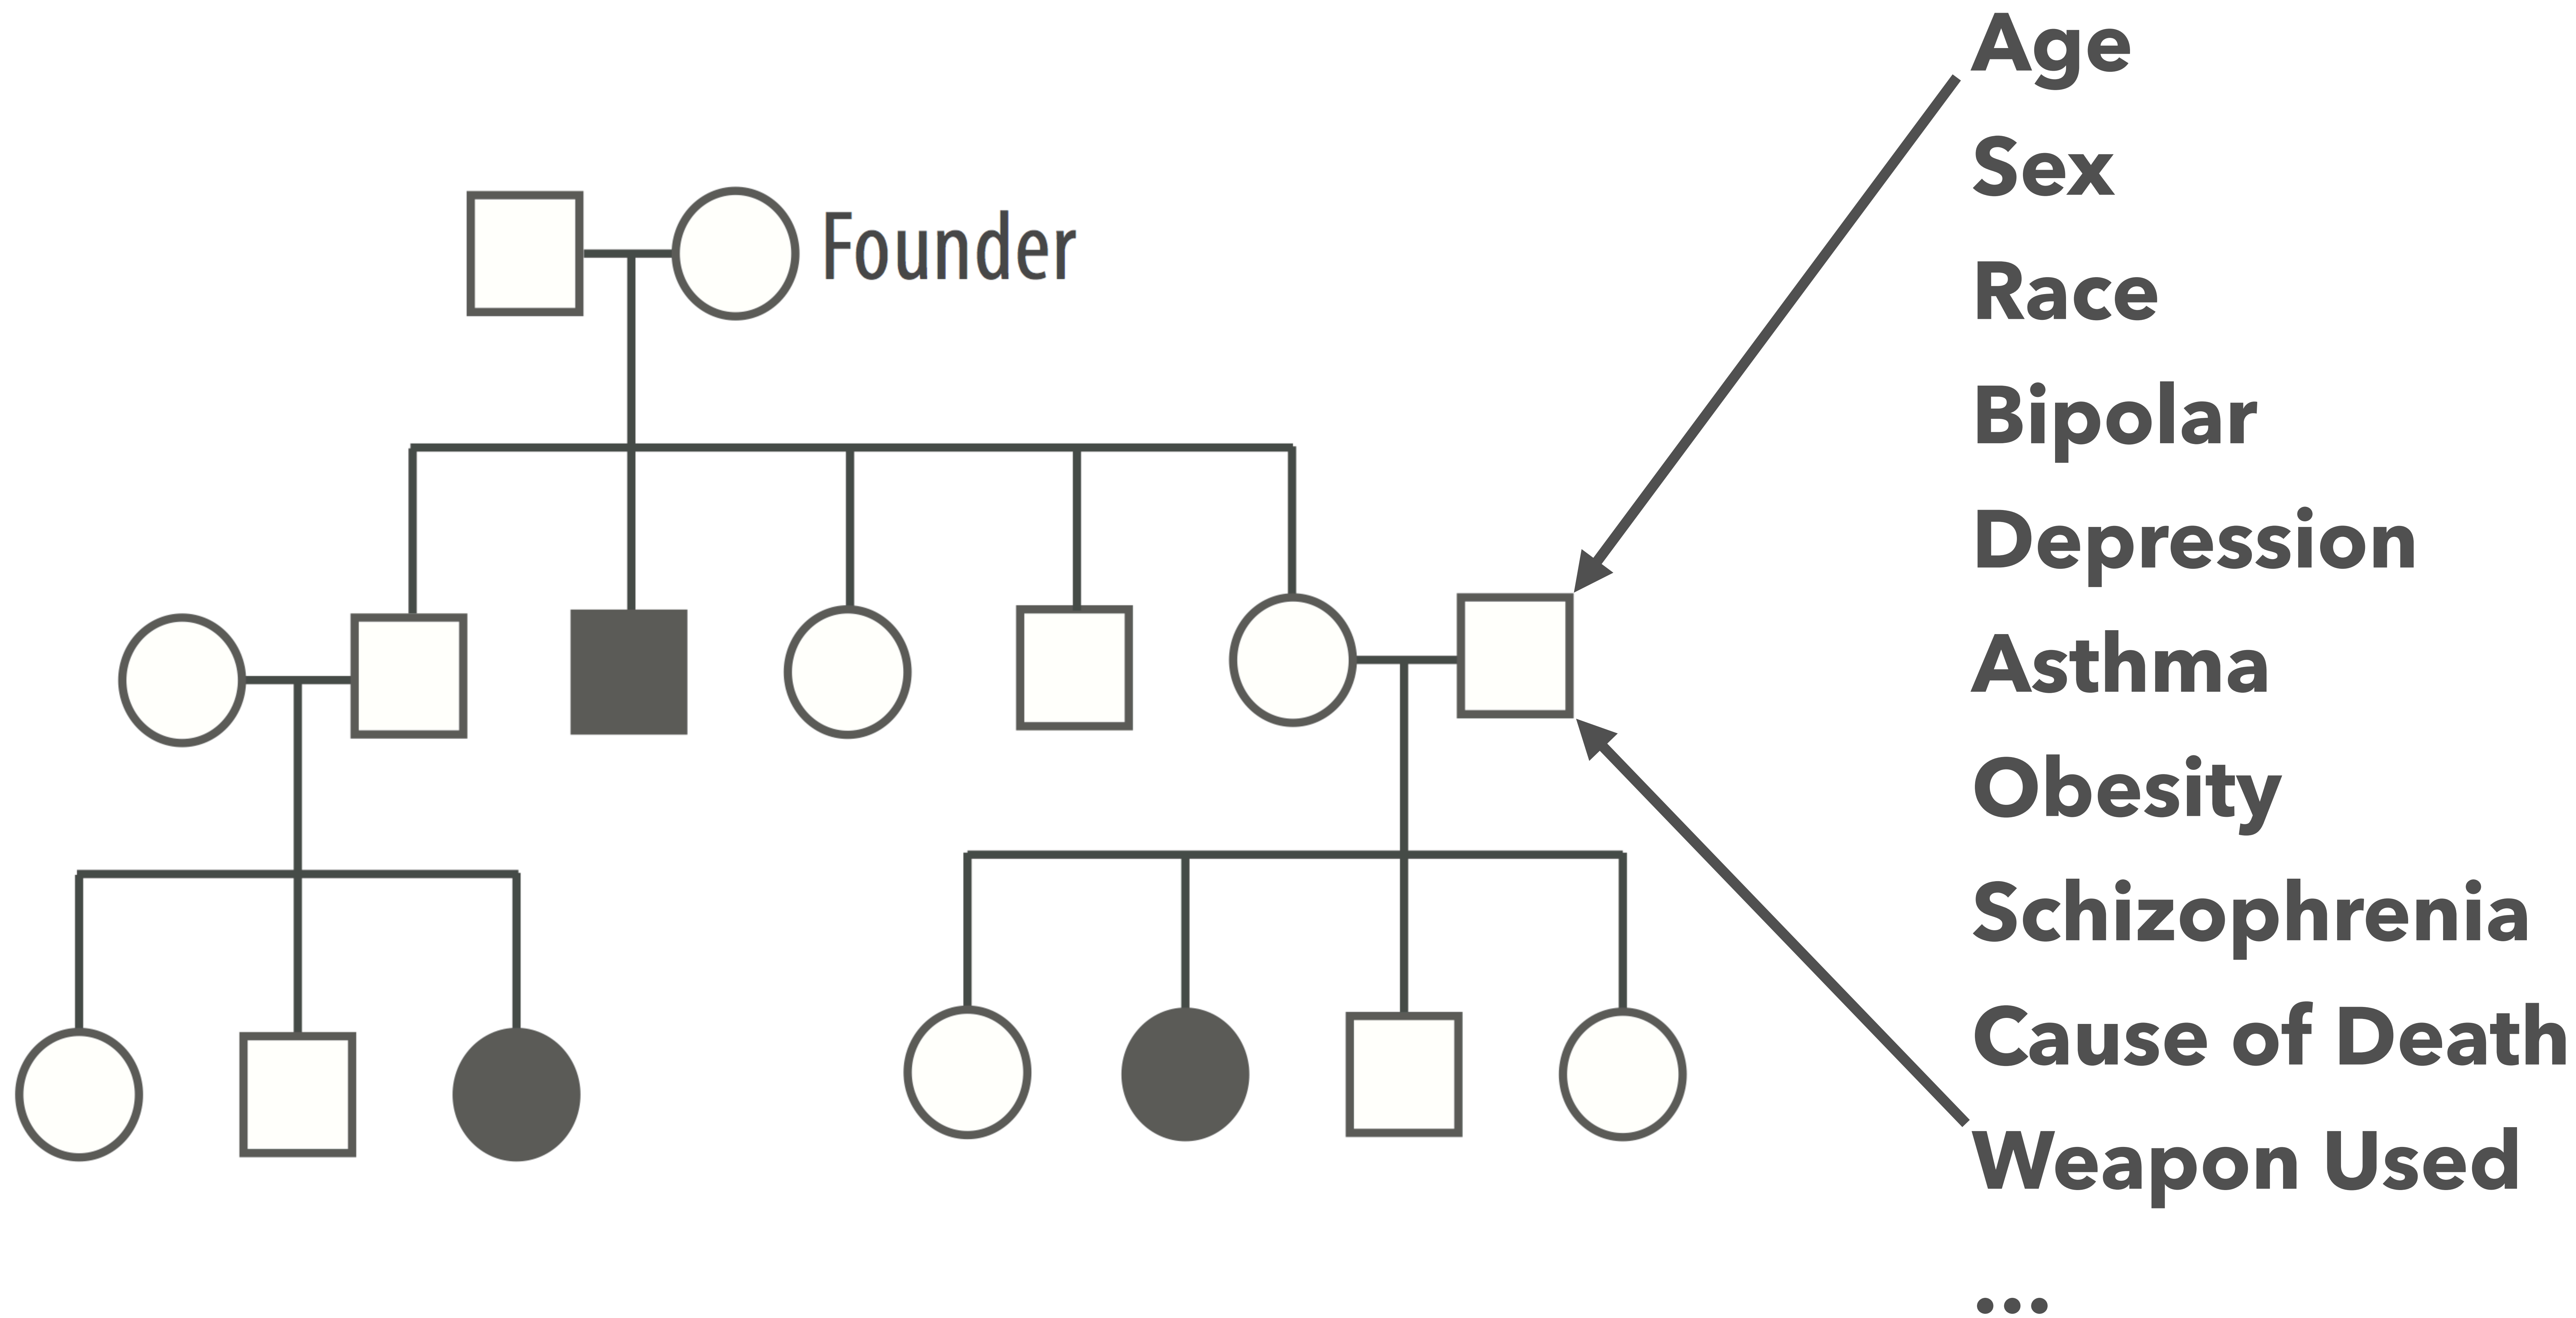 Founder
Age
Sex
Race
Bipolar
Depression
Asthma
Obesity
Schizophrenia
Cause of Death
Weapon Used
...